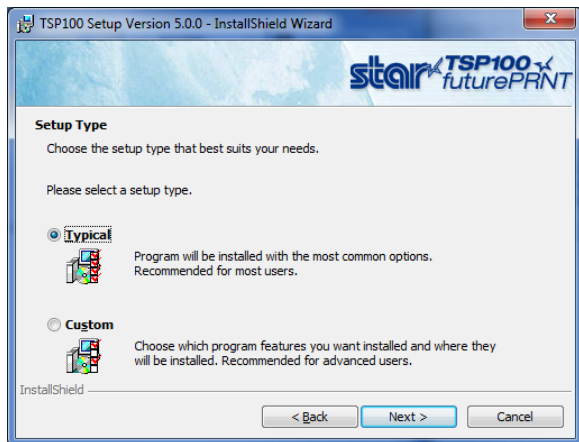 TSP100 Setup Version 5.0.0 - InstallShield Wizard
star TSP100
futurePRNT
Setup Type
Choose the setup type that best suits your needs.
Please select a setup type.
Typical
Program will be installed with the most common options.
Recommended for most users.
Custom
Choose which program features you want installed and where they
will be installed. Recommended for advanced users.
InstallShield
< Back Next > Cancel